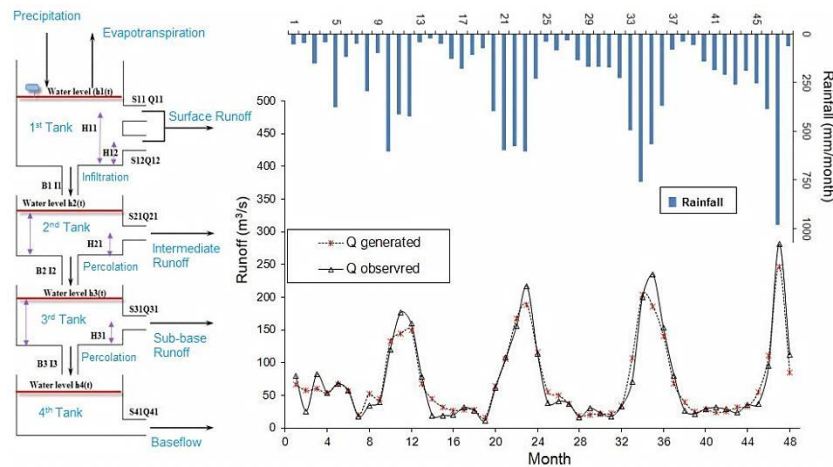 Precipitation
Evapotranspiration
Water level (h1(t)
S11 Q11
Surface Runoff
H11
1st Tank
H12
S12Q12
Infiltration
B1 I1
Water level h2(t)
S21Q21
2nd Tank
H21
Intermediate
Runoff
B2 I2
Percolation
Water level h3(t)
S31Q31
3rd Tank
H31
Sub-base
Runoff
B3 I3
Percolation
Water level h4(t)
4th Tank
S41Q41
Baseflow
1 5 9 13 17 21 25 29 33 37 45
0
250
500
750
1000
Rainfall (mm/month)
Rainfall
Q generated
Q observred
Runoff (m³/s)
500
450
400
350
300
250
200
150
100
50
0
0 4 8 12 16 20 24 28 32 36 40 44 48
Month